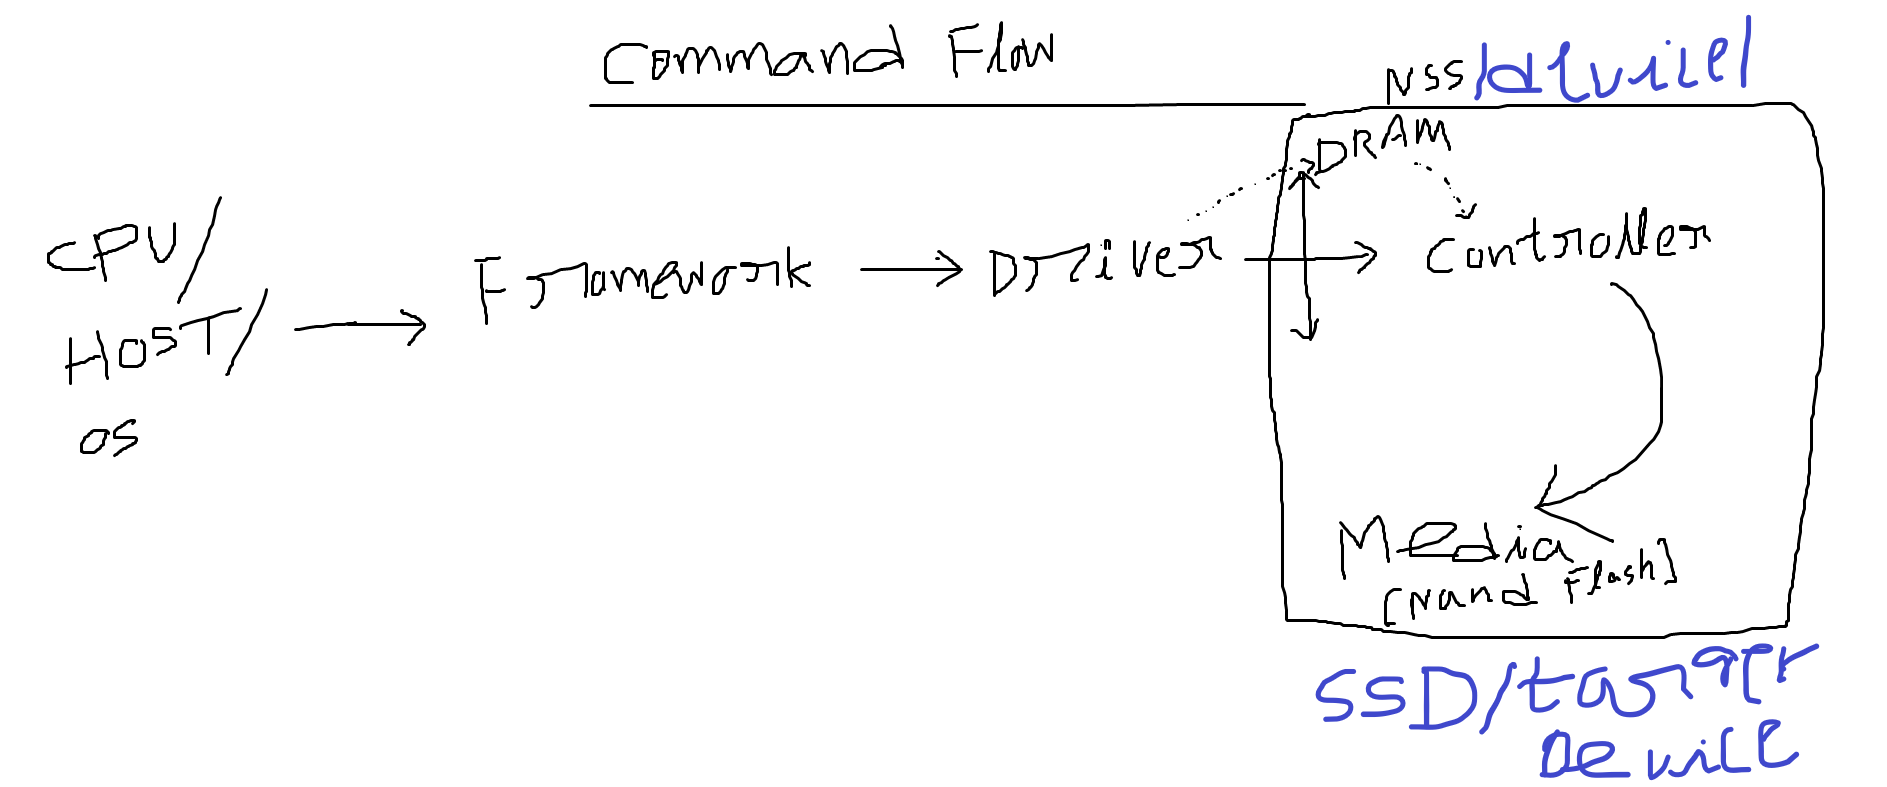 Command Flow
NSS/device/
DRAM
CPU/
HOST/
OS
Framework
Driver
Controller
Media
[Nand Flash]
SSD/target
Device